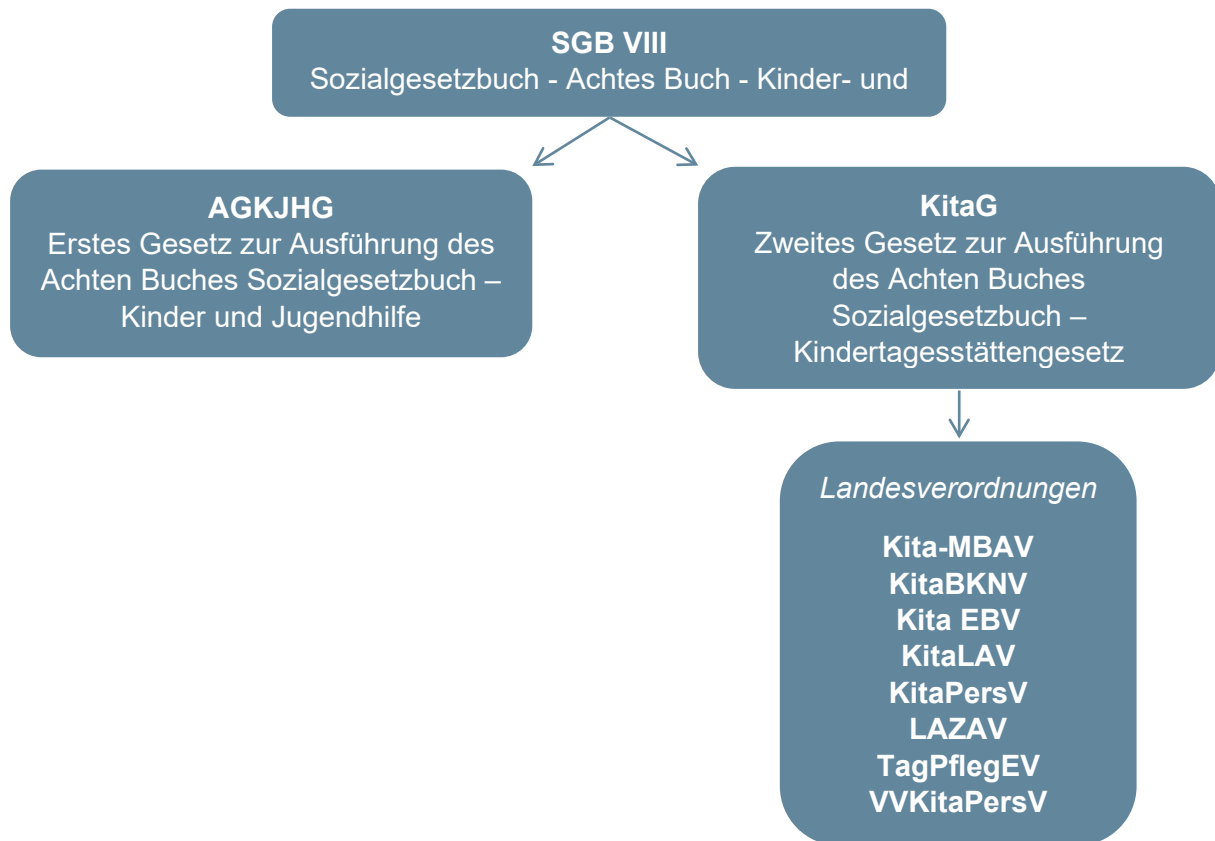 SGB VIII
Sozialgesetzbuch - Achtes Buch - Kinder- und
AGKJHG
Erstes Gesetz zur Ausführung des
Achten Buches Sozialgesetzbuch –
Kinder und Jugendhilfe
KitaG
Zweites Gesetz zur Ausführung
des Achten Buches
Sozialgesetzbuch –
Kindertagesstättengesetz
Landesverordnungen
Kita-MBAV
KitaBKNV
Kita EBV
KitaLAV
KitaPersV
LAZAV
TagPflegEV
VVKitaPersV